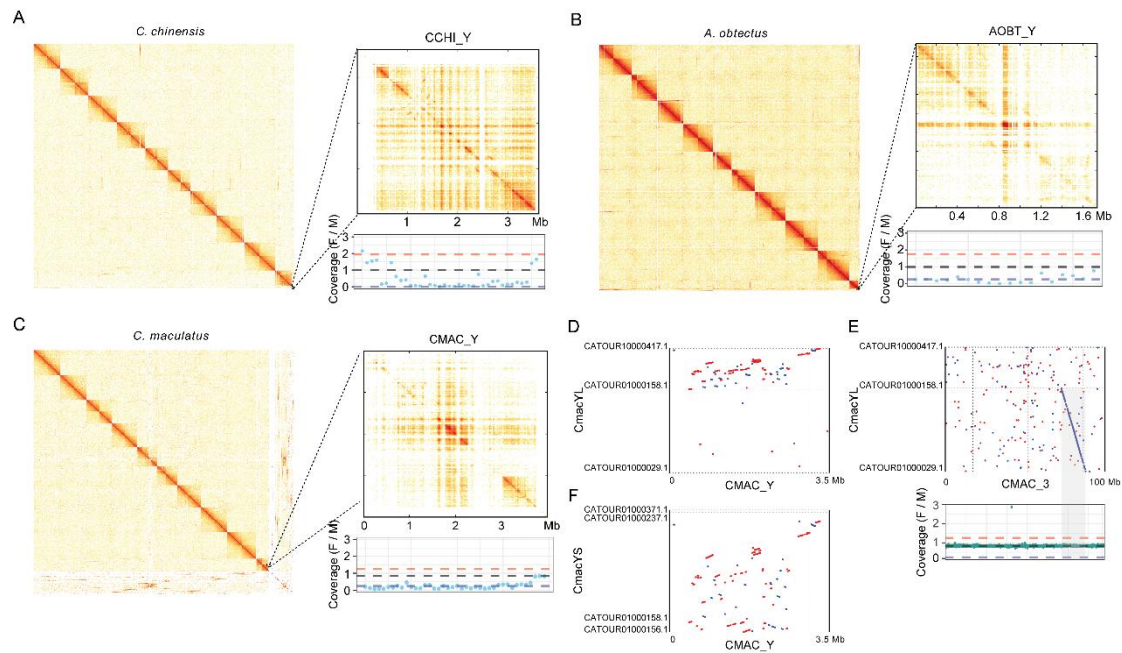 A
C. chinensis
CCHI_Y
1 2 3 Mb
Coverage (F / M)
3
2
1
0
B
A. obtectus
AOBT_Y
0.4 0.8 1.2 1.6 Mb
Coverage (F / M)
3
2
1
0
C
C. maculatus
CMAC_Y
0 1 2 3 Mb
Coverage (F / M)
3
2
1
0
D
CATOUR10000417.1
CATOUR01000158.1
CATOUR01000029.1
CmacYL
0 3.5 Mb
CMAC_Y
E
CATOUR10000417.1
CATOUR01000158.1
CATOUR01000029.1
0 100 Mb
CMAC_3
Coverage (F / M)
3
2
1
0
F
CATOUR01000371.1
CATOUR01000237.1
CATOUR01000158.1
CATOUR01000156.1
CmacYS
0 3.5 Mb
CMAC_Y